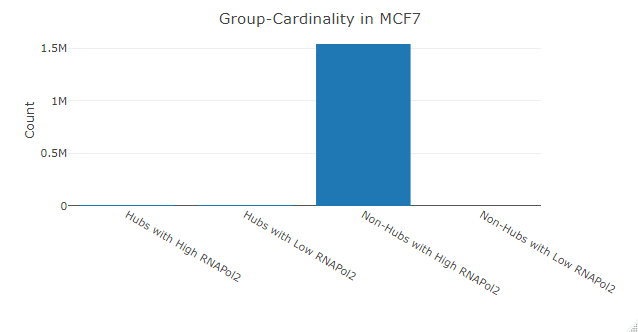 Group-Cardinality in MCF7
Count
1.5M
1M
0.5M
0
Hubs with High RNAPol2
Hubs with Low RNAPol2
Non-Hubs with High RNAPol2
Non-Hubs with Low RNAPol2